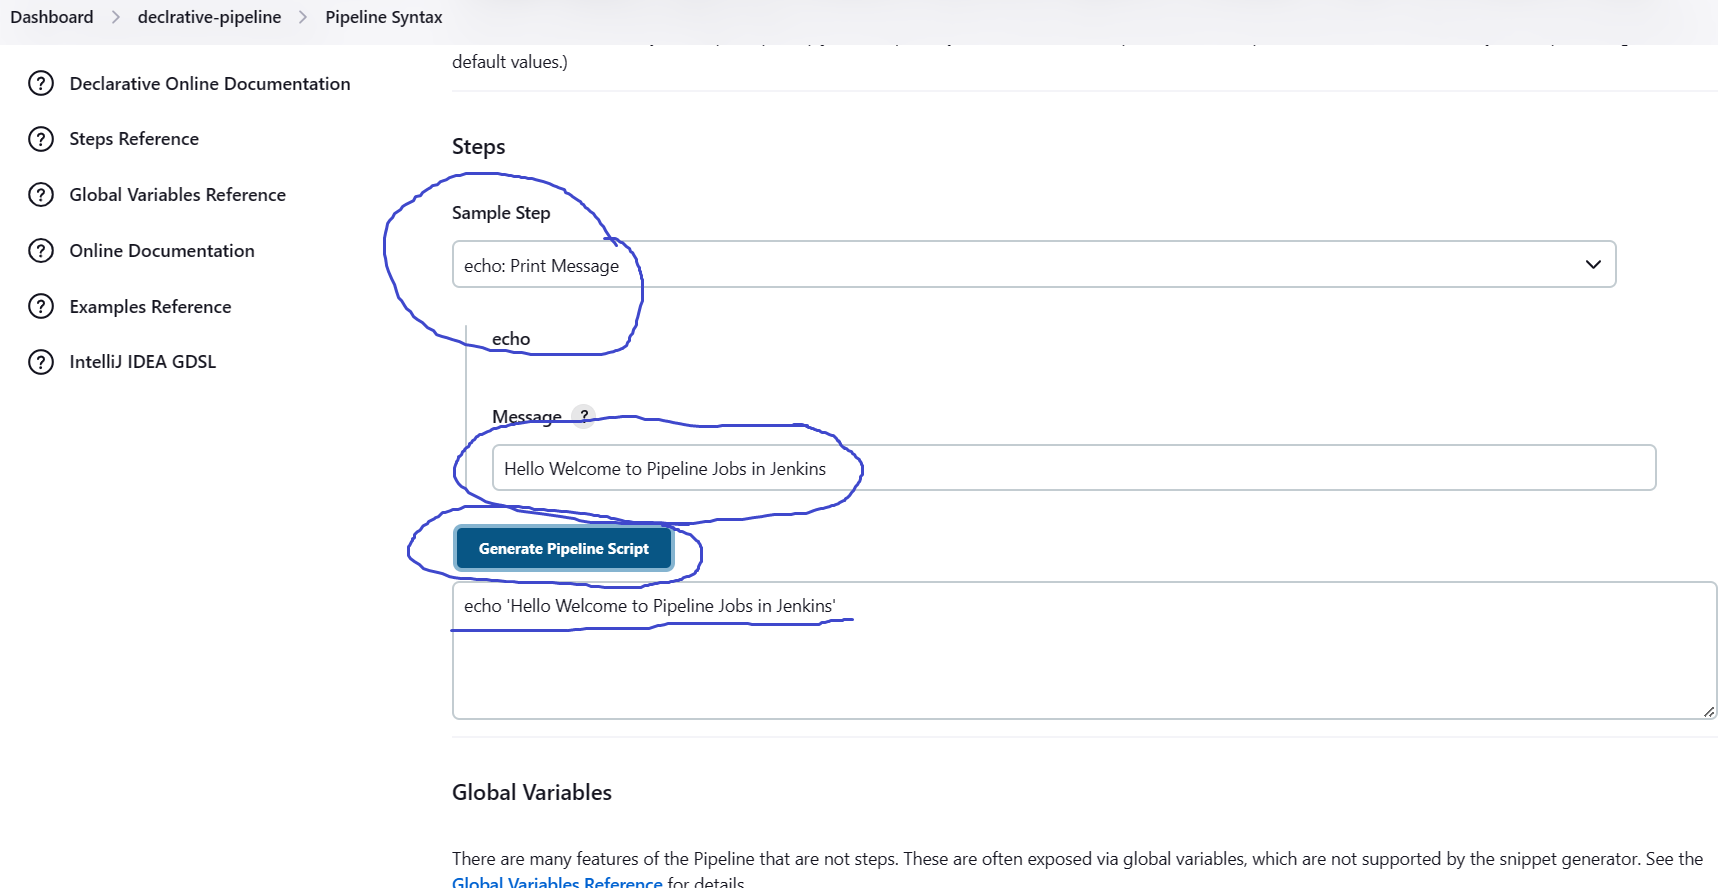 Dashboard > declrative-pipeline > Pipeline Syntax
default values.)
Declarative Online Documentation
Steps Reference
Global Variables Reference
Online Documentation
Examples Reference
IntelliJ IDEA GDSL
Steps
Sample Step
echo: Print Message
echo
Message ?
Hello Welcome to Pipeline Jobs in Jenkins
Generate Pipeline Script
echo 'Hello Welcome to Pipeline Jobs in Jenkins'
Global Variables
There are many features of the Pipeline that are not steps. These are often exposed via global variables, which are not supported by the snippet generator. See the
Global Variables Reference for details.